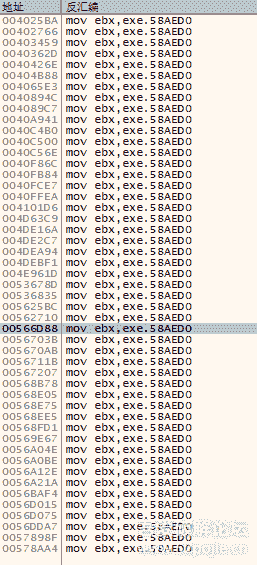 地址 反汇编
004025BA mov ebx,exe.58AED0
00402766 mov ebx,exe.58AED0
00403459 mov ebx,exe.58AED0
0040362D mov ebx,exe.58AED0
0040426E mov ebx,exe.58AED0
00404B88 mov ebx,exe.58AED0
004065E3 mov ebx,exe.58AED0
0040894C mov ebx,exe.58AED0
004089C7 mov ebx,exe.58AED0
0040A941 mov ebx,exe.58AED0
0040C4B0 mov ebx,exe.58AED0
0040C500 mov ebx,exe.58AED0
0040C56E mov ebx,exe.58AED0
0040F86C mov ebx,exe.58AED0
0040FB84 mov ebx,exe.58AED0
0040FCE7 mov ebx,exe.58AED0
0040FFEA mov ebx,exe.58AED0
004101D6 mov ebx,exe.58AED0
004D63C9 mov ebx,exe.58AED0
004DE16A mov ebx,exe.58AED0
004DE2C7 mov ebx,exe.58AED0
004DEA94 mov ebx,exe.58AED0
004DEBF1 mov ebx,exe.58AED0
004E961D mov ebx,exe.58AED0
0053678D mov ebx,exe.58AED0
00536835 mov ebx,exe.58AED0
005625BC mov ebx,exe.58AED0
00562710 mov ebx,exe.58AED0
00566D88 mov ebx,exe.58AED0
0056703B mov ebx,exe.58AED0
005670AB mov ebx,exe.58AED0
0056711B mov ebx,exe.58AED0
00567207 mov ebx,exe.58AED0
00568B78 mov ebx,exe.58AED0
00568E05 mov ebx,exe.58AED0
00568E75 mov ebx,exe.58AED0
00568EE5 mov ebx,exe.58AED0
00568FD1 mov ebx,exe.58AED0
00569E67 mov ebx,exe.58AED0
0056A04E mov ebx,exe.58AED0
0056A0BE mov ebx,exe.58AED0
0056A12E mov ebx,exe.58AED0
0056A21A mov ebx,exe.58AED0
0056BAF4 mov ebx,exe.58AED0
0056D015 mov ebx,exe.58AED0
0056D075 mov ebx,exe.58AED0
0056DDA7 mov ebx,exe.58AED0
0057898F mov ebx,exe.58AED0
00578AA4 mov ebx,exe.58AED0